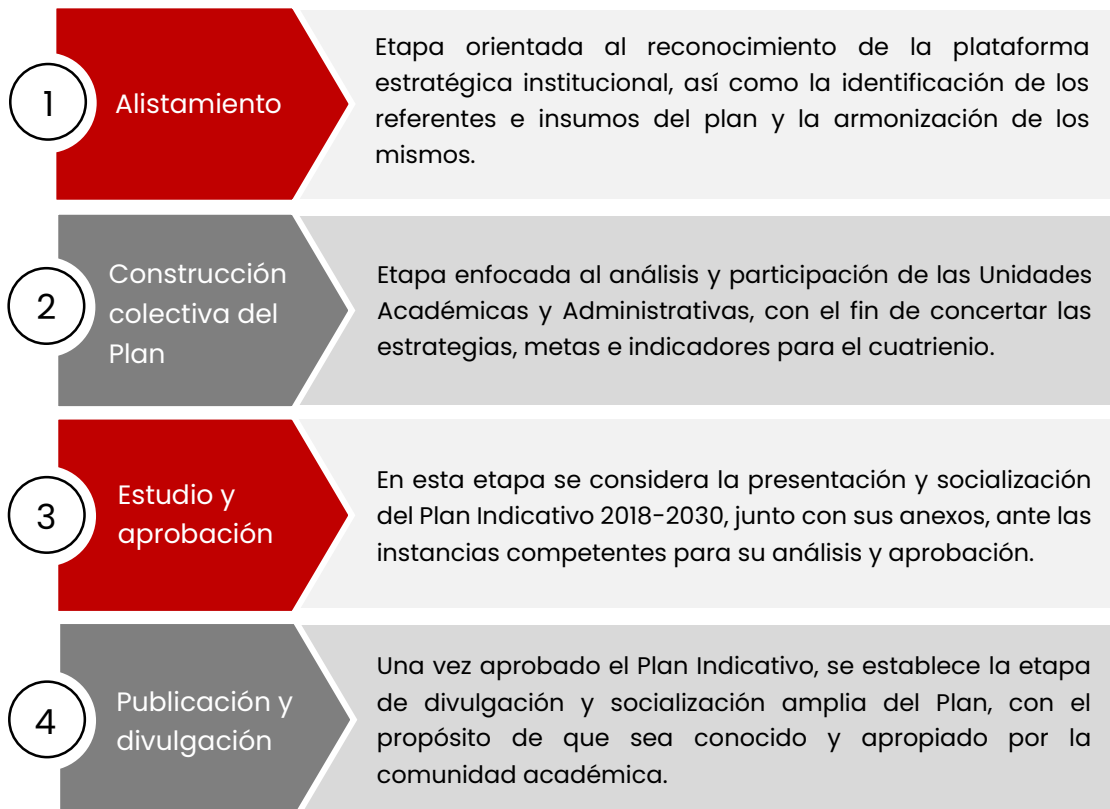 1
Alistamiento
Etapa orientada al reconocimiento de la plataforma
estratégica institucional, así como la identificación de los
referentes e insumos del plan y la armonización de los
mismos.
2
Construcción
colectiva del
Plan
Etapa enfocada al análisis y participación de las Unidades
Académicas y Administrativas, con el fin de concertar las
estrategias, metas e indicadores para el cuatrienio.
3
Estudio y
aprobación
En esta etapa se considera la presentación y socialización
del Plan Indicativo 2018-2030, junto con sus anexos, ante las
instancias competentes para su análisis y aprobación.
4
Publicación y
divulgación
Una vez aprobado el Plan Indicativo, se establece la etapa
de divulgación y socialización amplia del Plan, con el
propósito de que sea conocido y apropiado por la
comunidad académica.